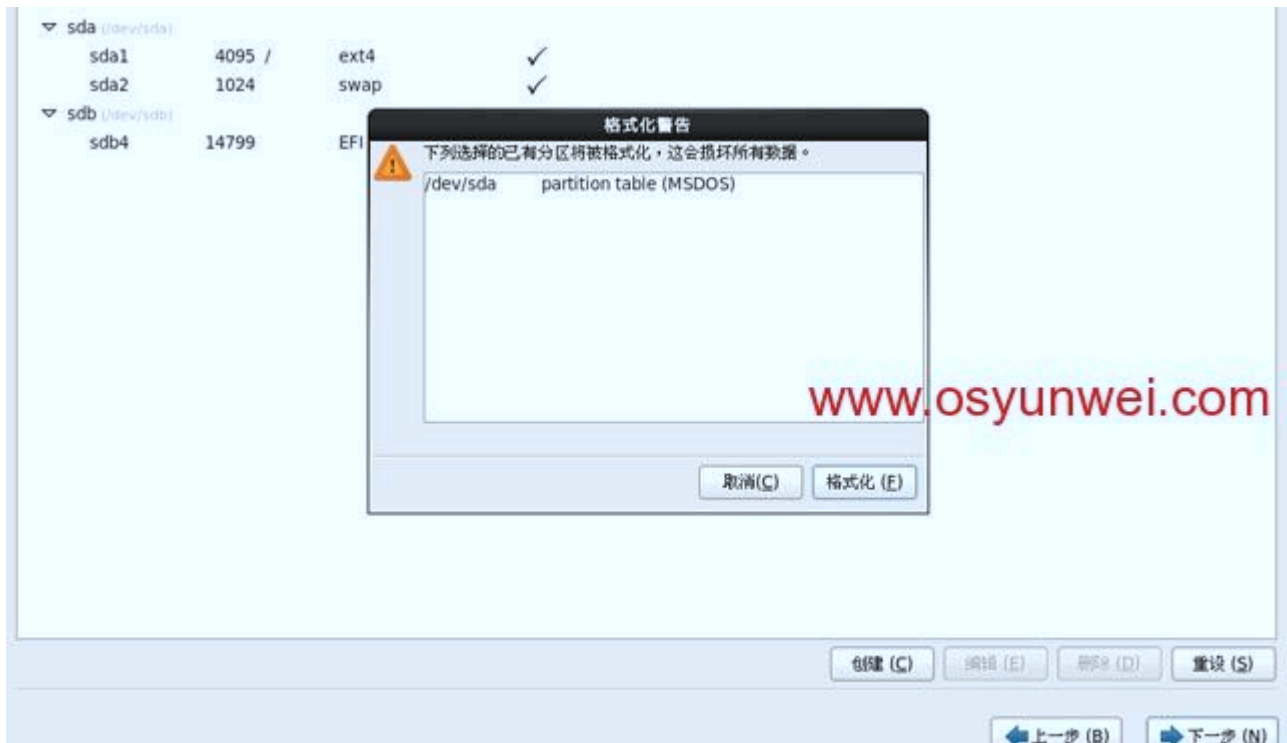 sda (/dev/sda)
sda1 4095 / ext4 ✓
sda2 1024 swap ✓
sdb (/dev/sdb)
sdb4 14799 EFI
格式化警告
下列选择的已有分区将被格式化，这会损坏所有数据。
/dev/sda partition table (MSDOS)
www.osyunwei.com
取消(C) 格式化 (F)
创建 (C) 编辑 (E) 删除 (D) 重设 (S)
上一步 (B) 下一步 (N)